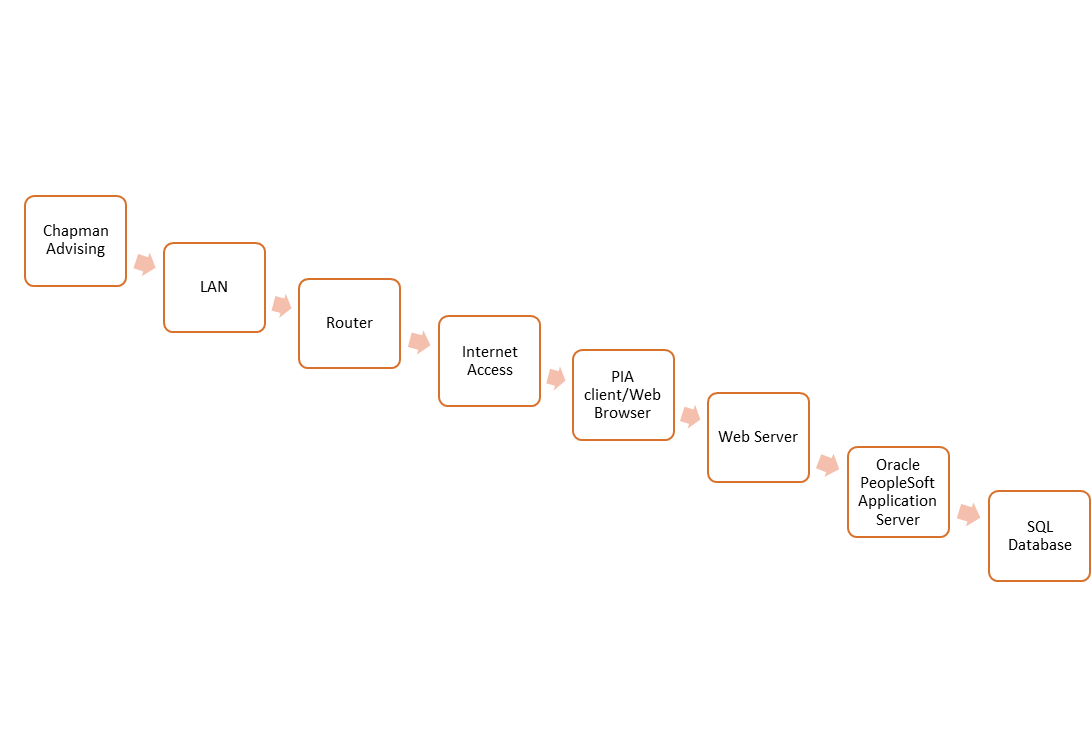 Chapman
Advising
LAN
Router
Internet
Access
PIA
client/Web
Browser
Web Server
Oracle
PeopleSoft
Application
Server
SQL
Database